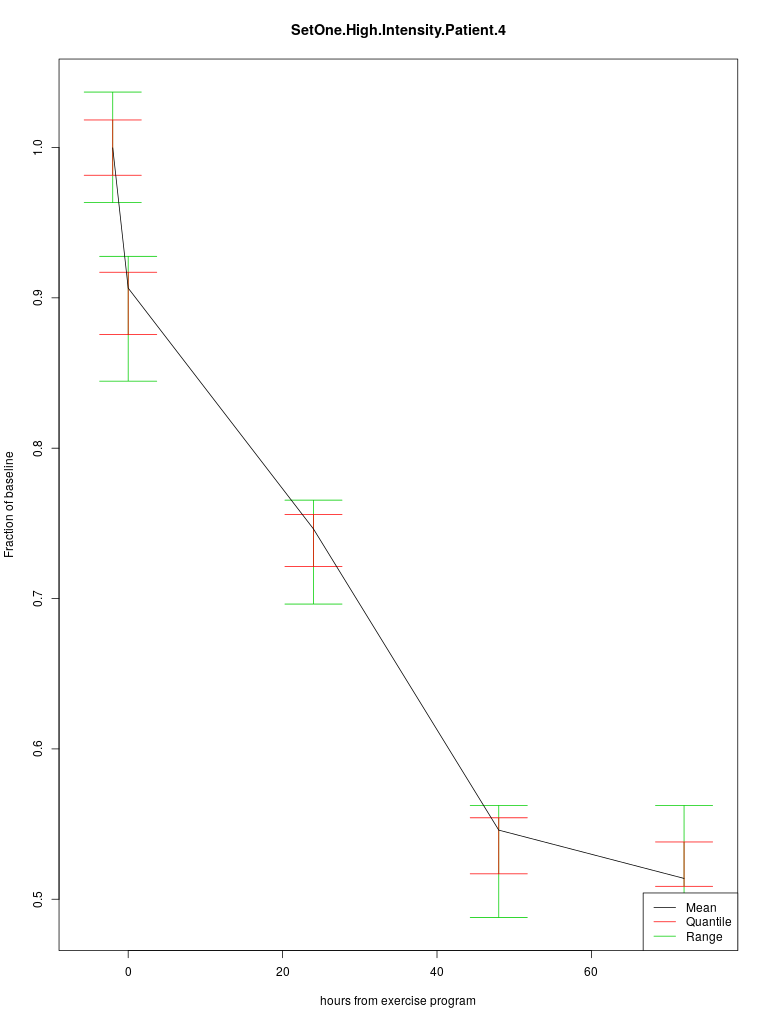 SetOne.High.Intensity.Patient.4
1.0
0.9
0.8
0.7
0.6
0.5
Fraction of baseline
0 20 40 60
hours from exercise program
Mean
Quantile
Range